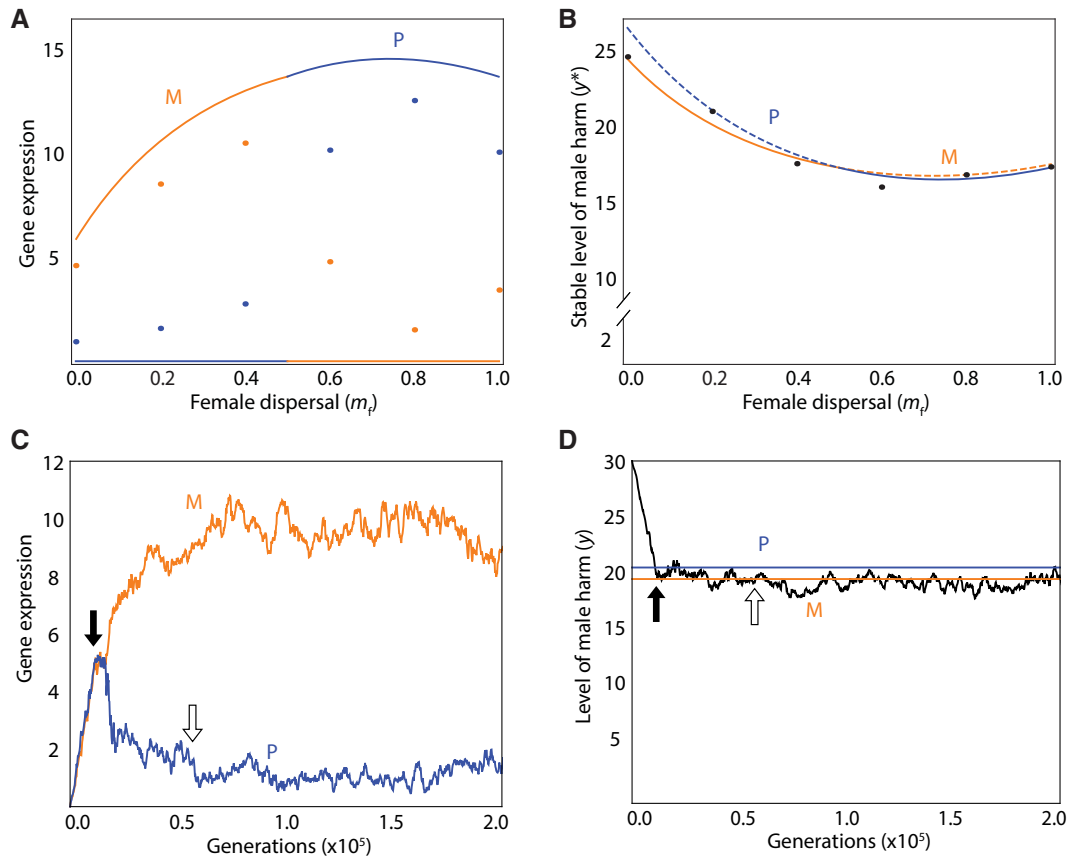 A
15
10
5
Gene expression
M
P
0.0 0.2 0.4 0.6 0.8 1.0
Female dispersal (mf)
B
25
20
15
10
2
Stable level of male harm (y*)
P
M
0.0 0.2 0.4 0.6 0.8 1.0
Female dispersal (mf)
C
12
10
8
6
4
2
Gene expression
M
P
0.0 0.5 1.0 1.5 2.0
Generations (x10⁵)
D
30
25
20
15
10
5
Level of male harm (y)
P
M
0.0 0.5 1.0 1.5 2.0
Generations (x10⁵)